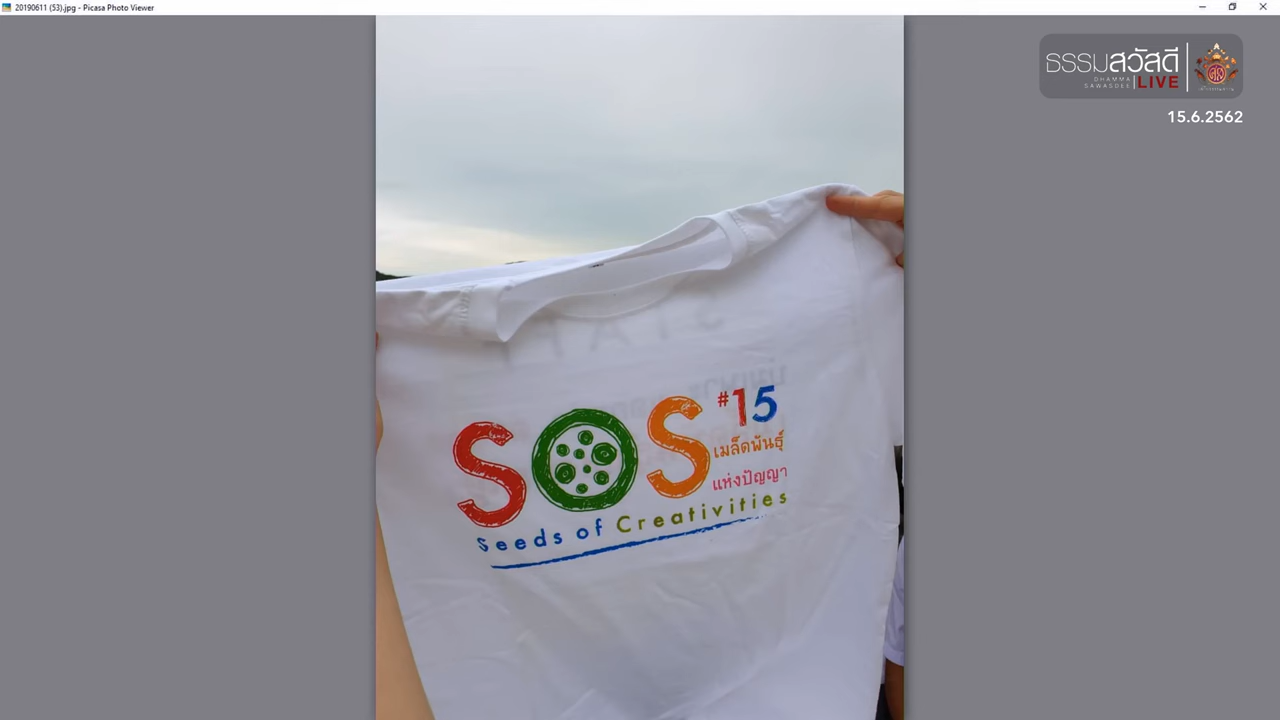 20190611 (53).jpg - Picasa Photo Viewer
ธรรมสวัสดี
DHAMMA
SAWASDEE
LIVE
15.6.2562
STAFF
SOS #15
เมล็ดพันธุ์
แห่งปัญญา
Seeds of Creativities